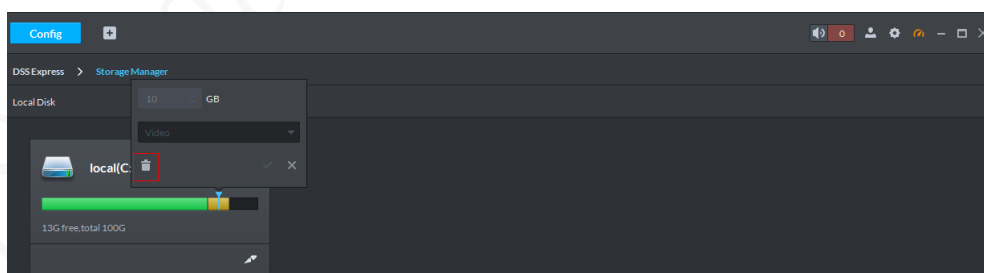 Config
0
DSS Express > Storage Manager
Local Disk
10 GB
Video
local(C:
13G free,total 100G